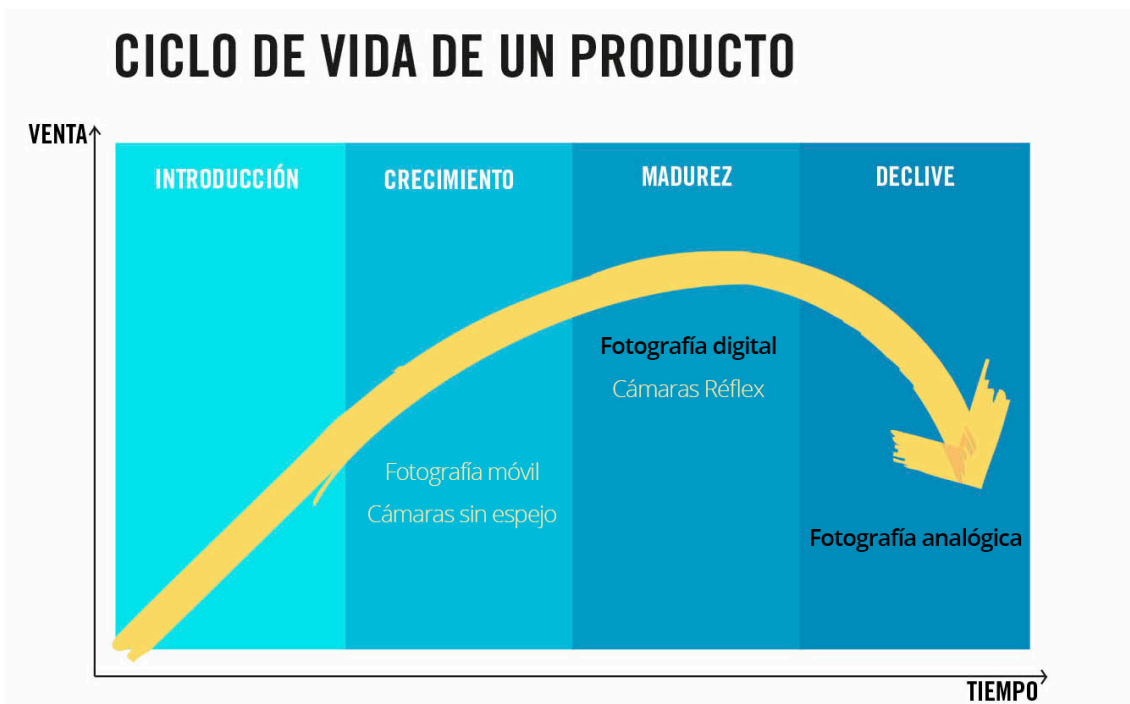 CICLO DE VIDA DE UN PRODUCTO
VENTA
INTRODUCCIÓN
CRECIMIENTO
MADUREZ
DECLIVE
Fotografía digital
Cámaras Réflex
Fotografía móvil
Cámaras sin espejo
Fotografía analógica
TIEMPO